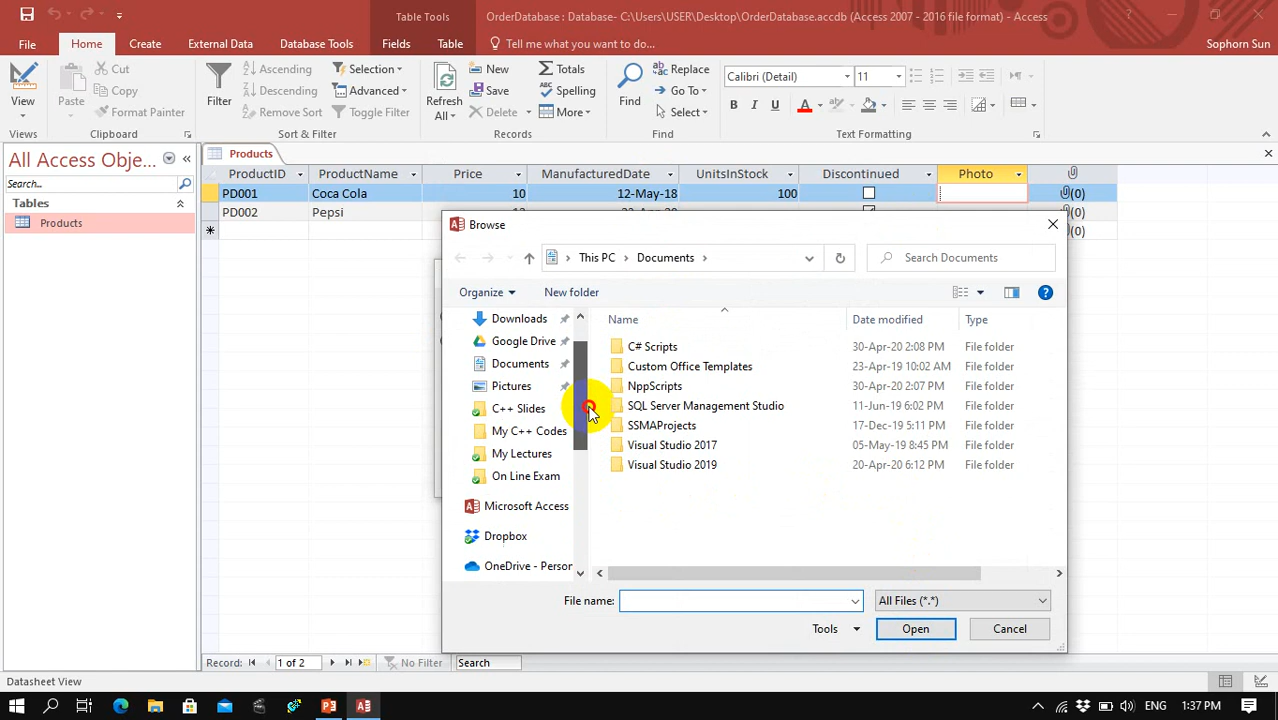 Table Tools
OrderDatabase : Database- C:\Users\USER\Desktop\OrderDatabase.accdb (Access 2007 - 2016 file format) - Access
File
Home
Create
External Data
Database Tools
Fields
Table
Tell me what you want to do...
Sophorn Sun
View
Views
Paste
Cut
Copy
Format Painter
Clipboard
Filter
Ascending
Descending
Remove Sort
Selection
Advanced
Toggle Filter
Sort & Filter
Refresh
All
New
Save
Delete
Totals
Spelling
More
Records
Find
Replace
Go To
Select
Find
Calibri (Detail)
11
B I U
Text Formatting
All Access Obje...
Search...
Tables
Products
Products
ProductID ProductName Price ManufacturedDate UnitsInStock Discontinued Photo
PD001 Coca Cola 10 12-May-18 100 (0)
PD002 Pepsi (0)
(0)
Browse
This PC > Documents >
Search Documents
Organize
New folder
Downloads
Google Drive
Documents
Pictures
C++ Slides
My C++ Codes
My Lectures
On Line Exam
Microsoft Access
Dropbox
OneDrive - Person
Name Date modified Type
C# Scripts 30-Apr-20 2:08 PM File folder
Custom Office Templates 23-Apr-19 10:02 AM File folder
NppScripts 30-Apr-20 2:07 PM File folder
SQL Server Management Studio 11-Jun-19 6:02 PM File folder
SSMAProjects 17-Dec-19 5:11 PM File folder
Visual Studio 2017 05-May-19 8:45 PM File folder
Visual Studio 2019 20-Apr-20 6:12 PM File folder
File name:
All Files (*.*)
Tools
Open
Cancel
Record: 1 of 2 No Filter Search
Datasheet View
ENG 1:37 PM